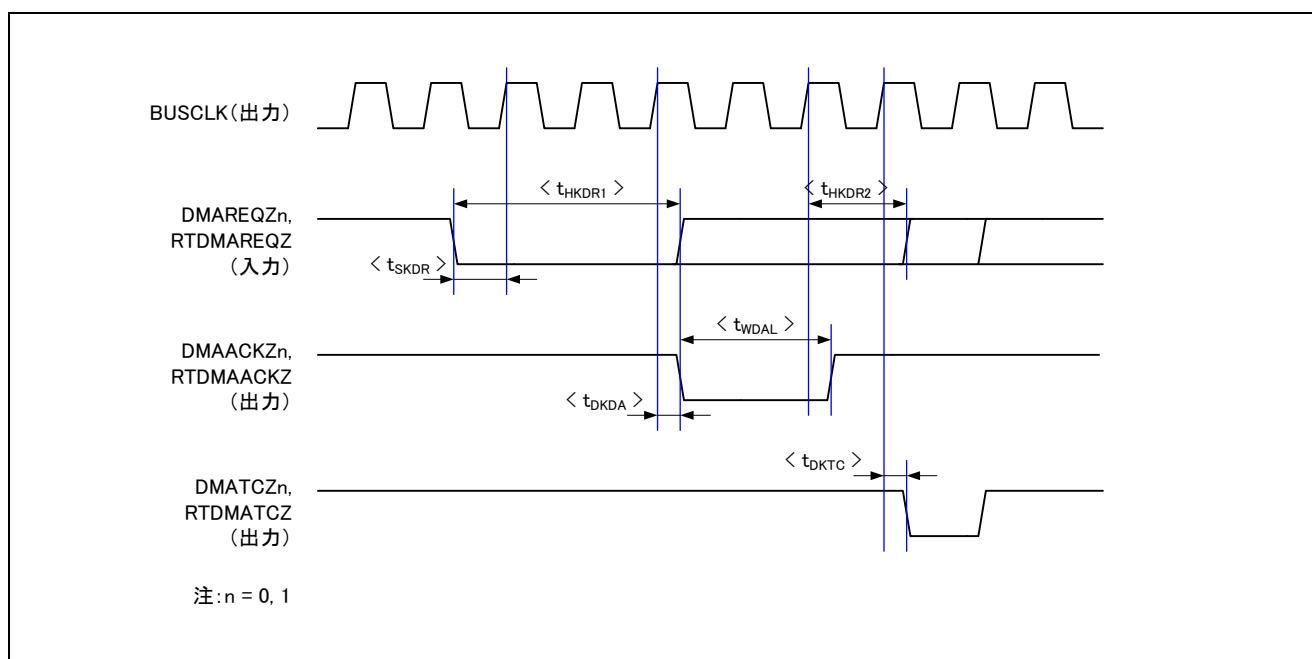 BUSCLK(出力)
< tHKDR1 >
< tHKDR2 >
DMAREQZn,
RTDMAREQZ
(入力)
< tSKDR >
< tWDAL >
DMAACKZn,
RTDMAACKZ
(出力)
< tDKDA >
< tDKTC >
DMATCZn,
RTDMATCZ
(出力)
注:n = 0, 1